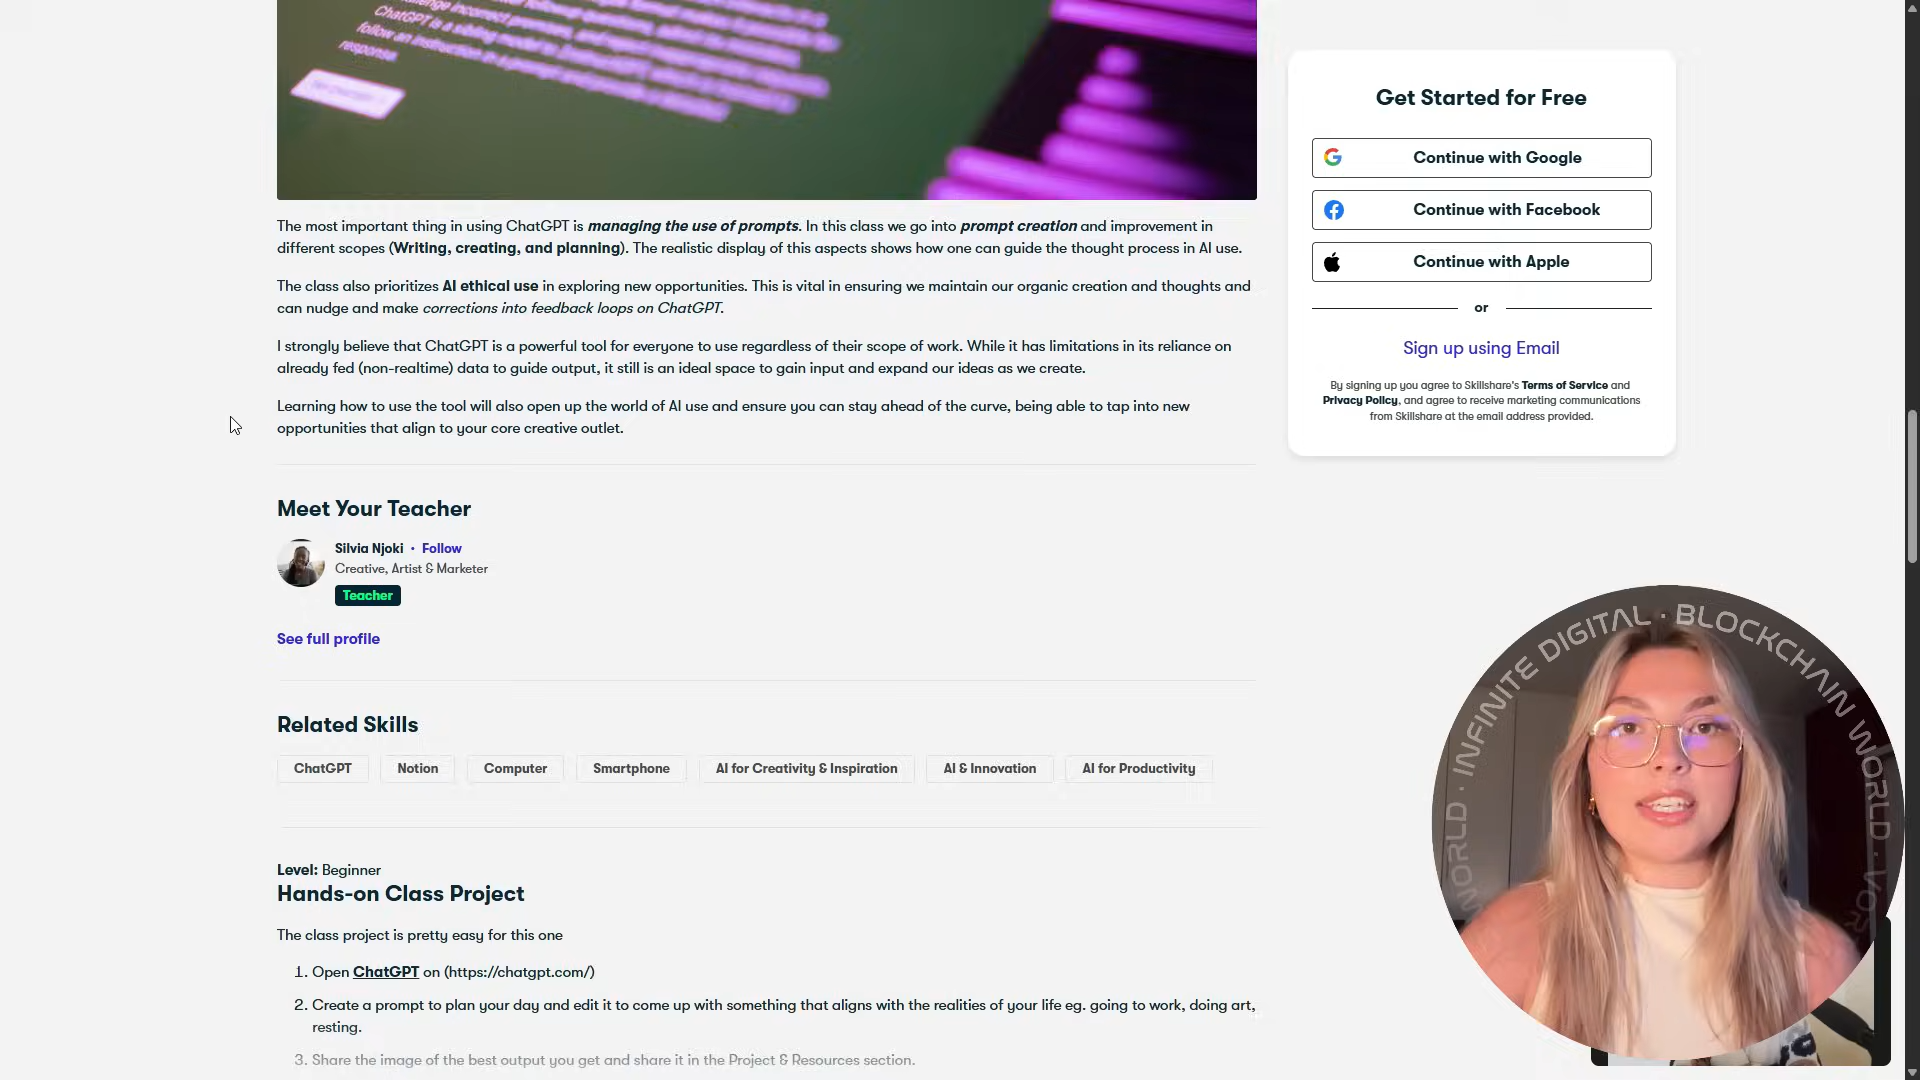 ChatGPT is a sibling model to
follow an instruction in a prompt and provide a
response
The most important thing in using ChatGPT is managing the use of prompts. In this class we go into prompt creation and improvement in
different scopes (Writing, creating, and planning). The realistic display of this aspects shows how one can guide the thought process in AI use.
The class also prioritizes AI ethical use in exploring new opportunities. This is vital in ensuring we maintain our organic creation and thoughts and
can nudge and make corrections into feedback loops on ChatGPT.
I strongly believe that ChatGPT is a powerful tool for everyone to use regardless of their scope of work. While it has limitations in its reliance on
already fed (non-realtime) data to guide output, it still is an ideal space to gain input and expand our ideas as we create.
Learning how to use the tool will also open up the world of AI use and ensure you can stay ahead of the curve, being able to tap into new
opportunities that align to your core creative outlet.
Meet Your Teacher
Silvia Njoki • Follow
Creative, Artist & Marketer
Teacher
See full profile
Related Skills
ChatGPT Notion Computer Smartphone AI for Creativity & Inspiration AI & Innovation AI for Productivity
Level: Beginner
Hands-on Class Project
The class project is pretty easy for this one
1. Open ChatGPT on (https://chatgpt.com/)
2. Create a prompt to plan your day and edit it to come up with something that aligns with the realities of your life eg. going to work, doing art,
resting.
3. Share the image of the best output you get and share it in the Project & Resources section.
Get Started for Free
Continue with Google
Continue with Facebook
Continue with Apple
or
Sign up using Email
By signing up you agree to Skillshare's Terms of Service and
Privacy Policy, and agree to receive marketing communications
from Skillshare at the email address provided.
WORLD · INFINITE DIGITAL · BLOCKCHAIN WORLD ·